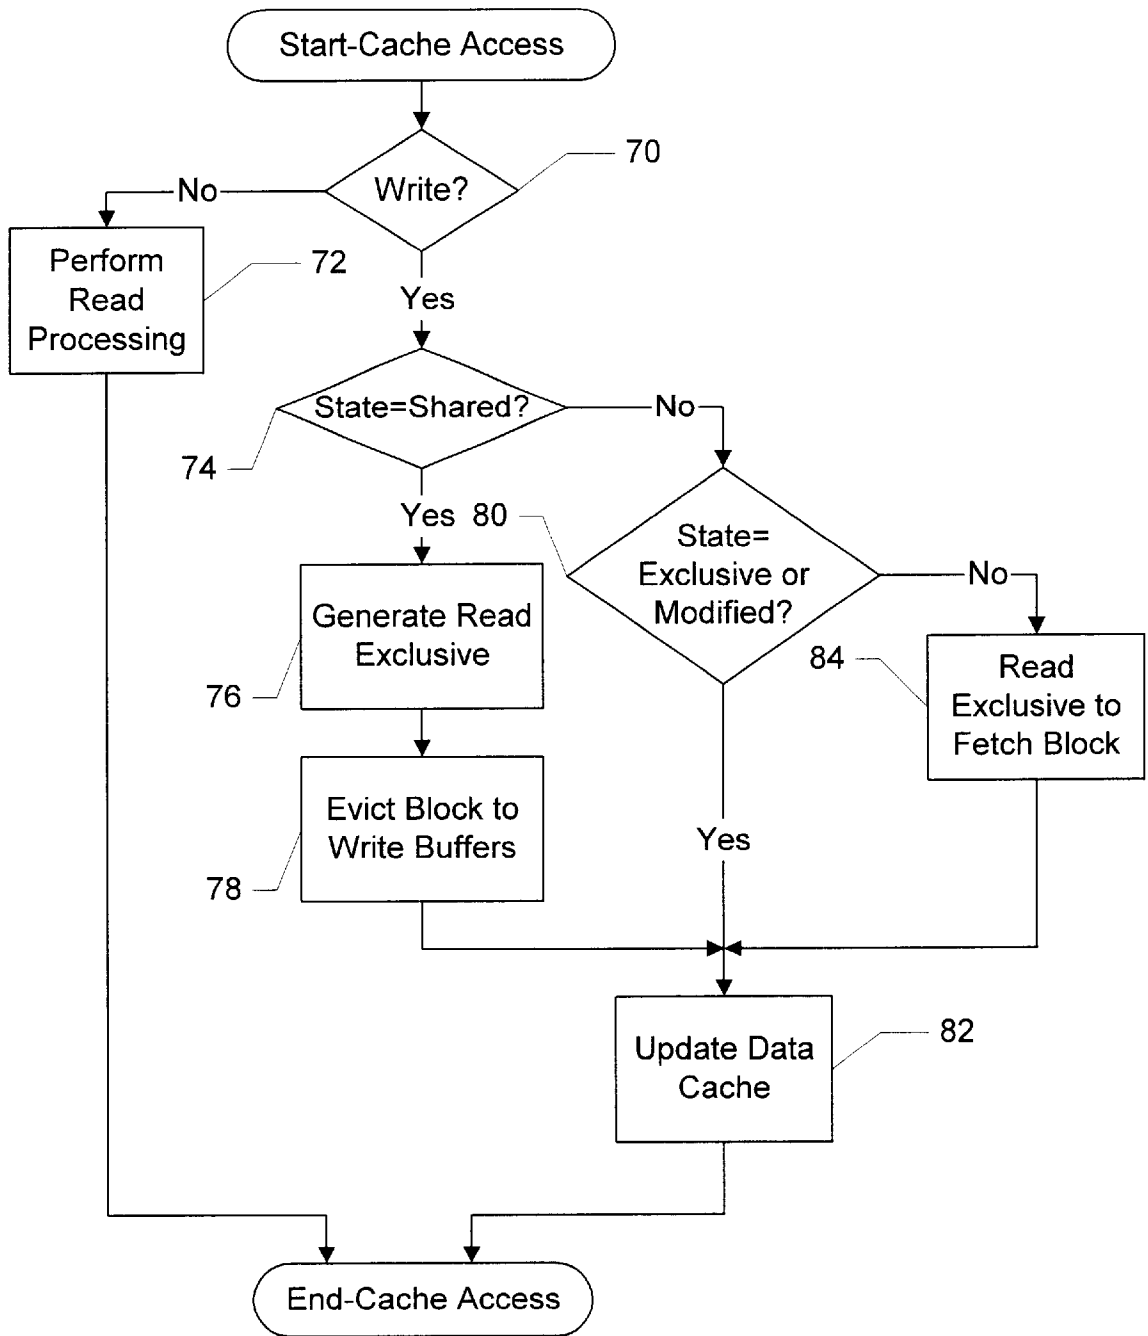 Start-Cache Access
70
Write?
No
Perform
Read
Processing
72
Yes
State=Shared?
No
74
Yes
80
State=
Exclusive or
Modified?
No
Generate Read
Exclusive
76
84
Read
Exclusive to
Fetch Block
Evict Block to
Write Buffers
78
Yes
Update Data
Cache
82
End-Cache Access